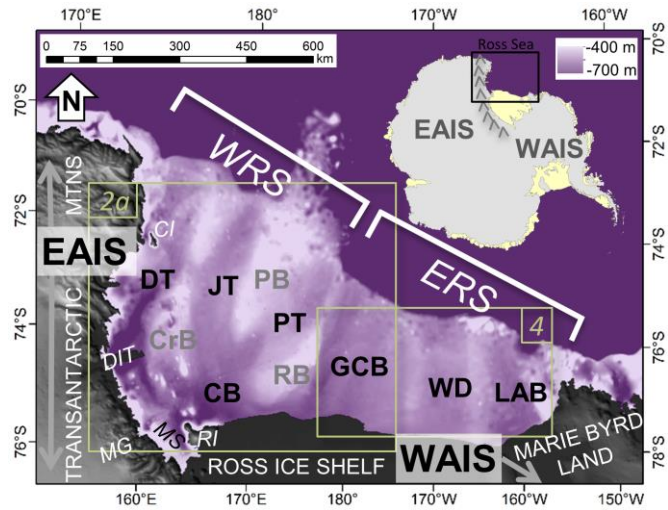 170°E 180° 170°W 160°W
0 75 150 300 450 600
km
Ross Sea
-400 m
-700 m
EAIS
WAIS
N
70°S
72°S
74°S
76°S
70°S
72°S
74°S
76°S
78°S
WRS
ERS
2a
4
TRANSANTARCTIC MTNS
EAIS
CI
DT
JT
PB
PT
CrB
DIT
CB
RB
GCB
WD
LAB
MG
MS
RI
ROSS ICE SHELF
WAIS
MARIE BYRD
LAND
160°E 170°E 180° 170°W 160°W 150°W